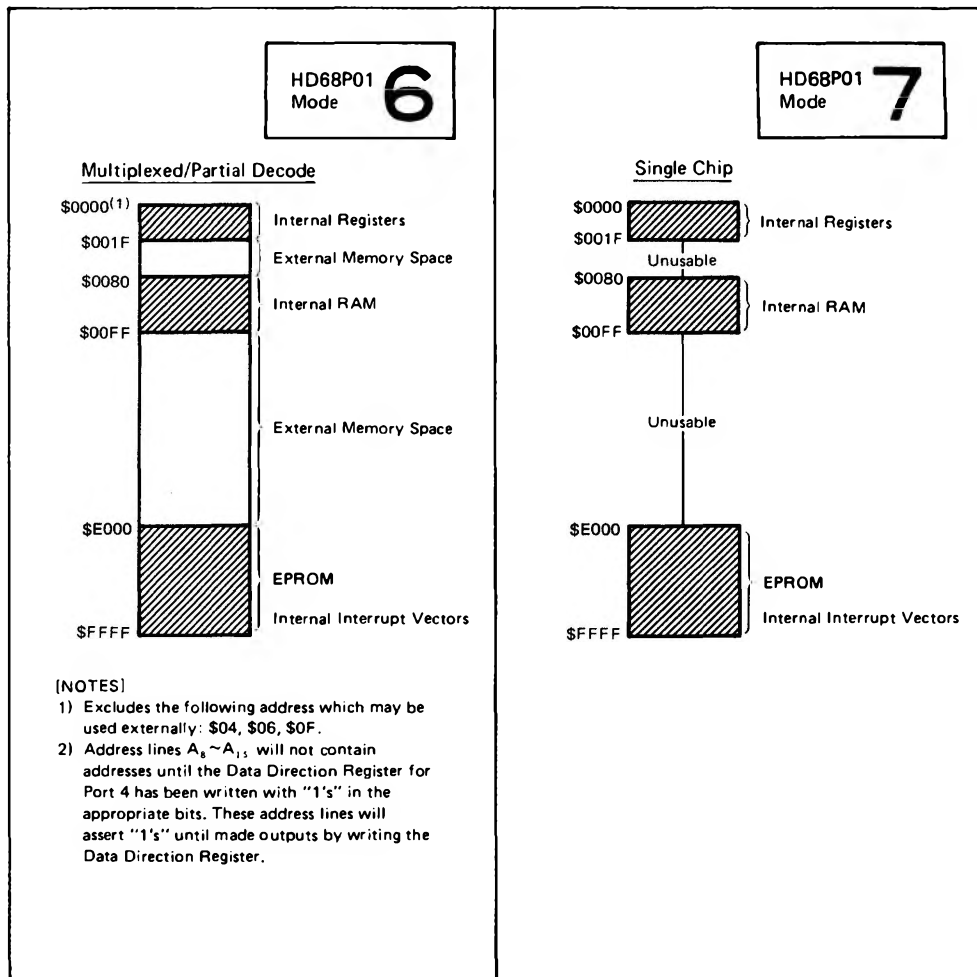 HD68P01
Mode 6
Multiplexed/Partial Decode
$0000(1)
Internal Registers
$001F
External Memory Space
$0080
Internal RAM
$00FF
External Memory Space
$E000
EPROM
Internal Interrupt Vectors
$FFFF
[NOTES]
1) Excludes the following address which may be
used externally: $04, $06, $0F.
2) Address lines A₈~A₁₅ will not contain
addresses until the Data Direction Register for
Port 4 has been written with "1's" in the
appropriate bits. These address lines will
assert "1's" until made outputs by writing the
Data Direction Register.
HD68P01
Mode 7
Single Chip
$0000
Internal Registers
$001F
Unusable
$0080
Internal RAM
$00FF
Unusable
$E000
EPROM
Internal Interrupt Vectors
$FFFF